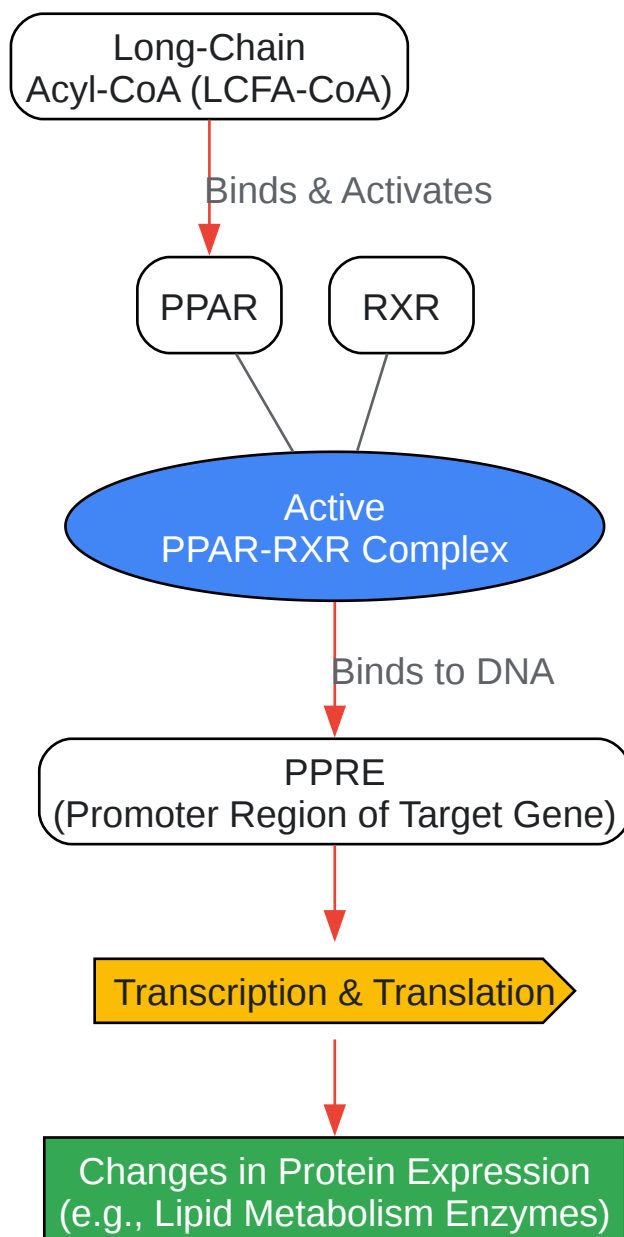 Long-Chain
Acyl-CoA (LCFA-CoA)
Binds & Activates
PPAR
RXR
Active
PPAR-RXR Complex
Binds to DNA
PPRE
(Promoter Region of Target Gene)
Transcription & Translation
Changes in Protein Expression
(e.g., Lipid Metabolism Enzymes)